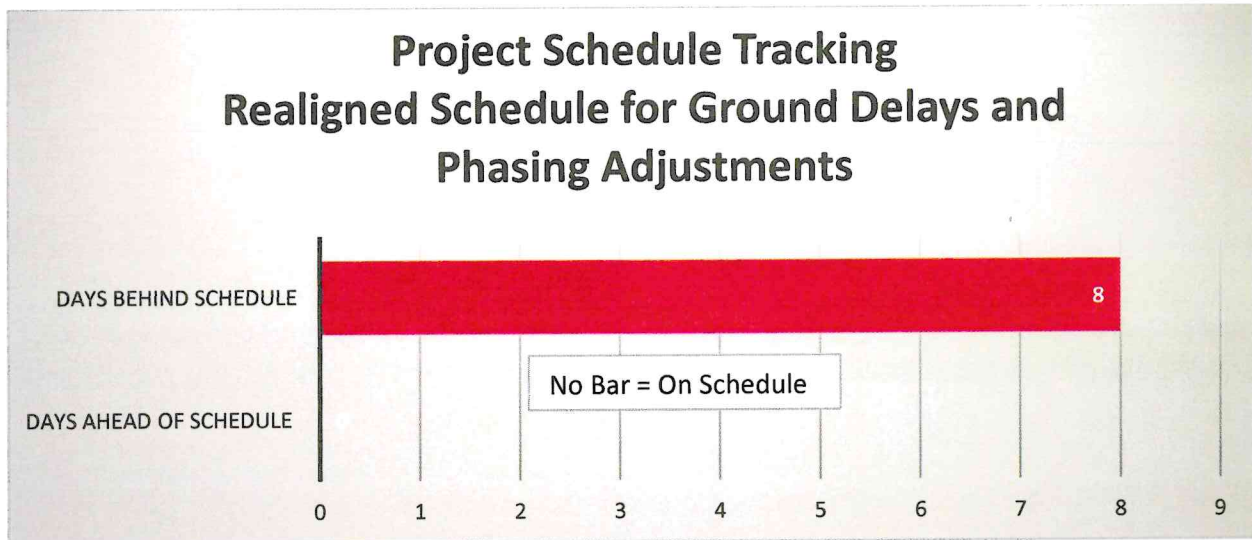 Project Schedule Tracking
Realigned Schedule for Ground Delays and
Phasing Adjustments
DAYS BEHIND SCHEDULE
8
No Bar = On Schedule
DAYS AHEAD OF SCHEDULE
0 1 2 3 4 5 6 7 8 9